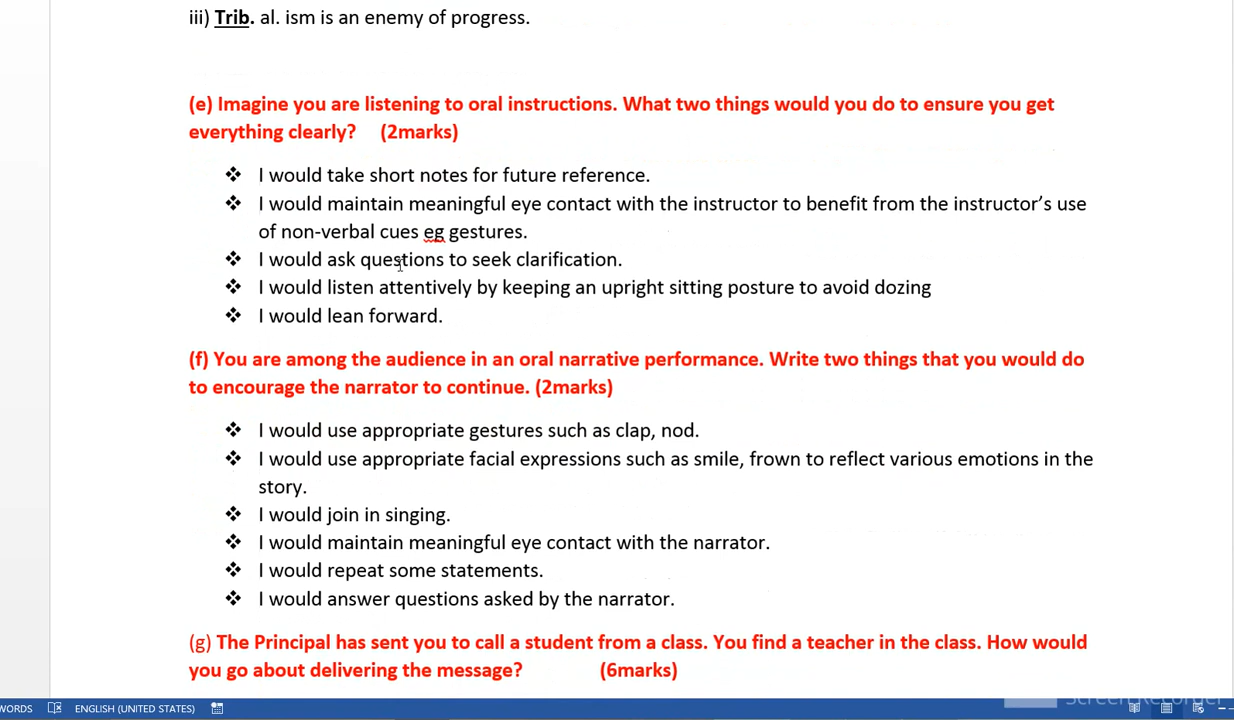 iii) Trib. al. ism is an enemy of progress.
(e) Imagine you are listening to oral instructions. What two things would you do to ensure you get
everything clearly? (2marks)
❖ I would take short notes for future reference.
❖ I would maintain meaningful eye contact with the instructor to benefit from the instructor’s use
of non-verbal cues eg gestures.
❖ I would ask questions to seek clarification.
❖ I would listen attentively by keeping an upright sitting posture to avoid dozing
❖ I would lean forward.
(f) You are among the audience in an oral narrative performance. Write two things that you would do
to encourage the narrator to continue. (2marks)
❖ I would use appropriate gestures such as clap, nod.
❖ I would use appropriate facial expressions such as smile, frown to reflect various emotions in the
story.
❖ I would join in singing.
❖ I would maintain meaningful eye contact with the narrator.
❖ I would repeat some statements.
❖ I would answer questions asked by the narrator.
(g) The Principal has sent you to call a student from a class. You find a teacher in the class. How would
you go about delivering the message? (6marks)
WORDS ENGLISH (UNITED STATES)